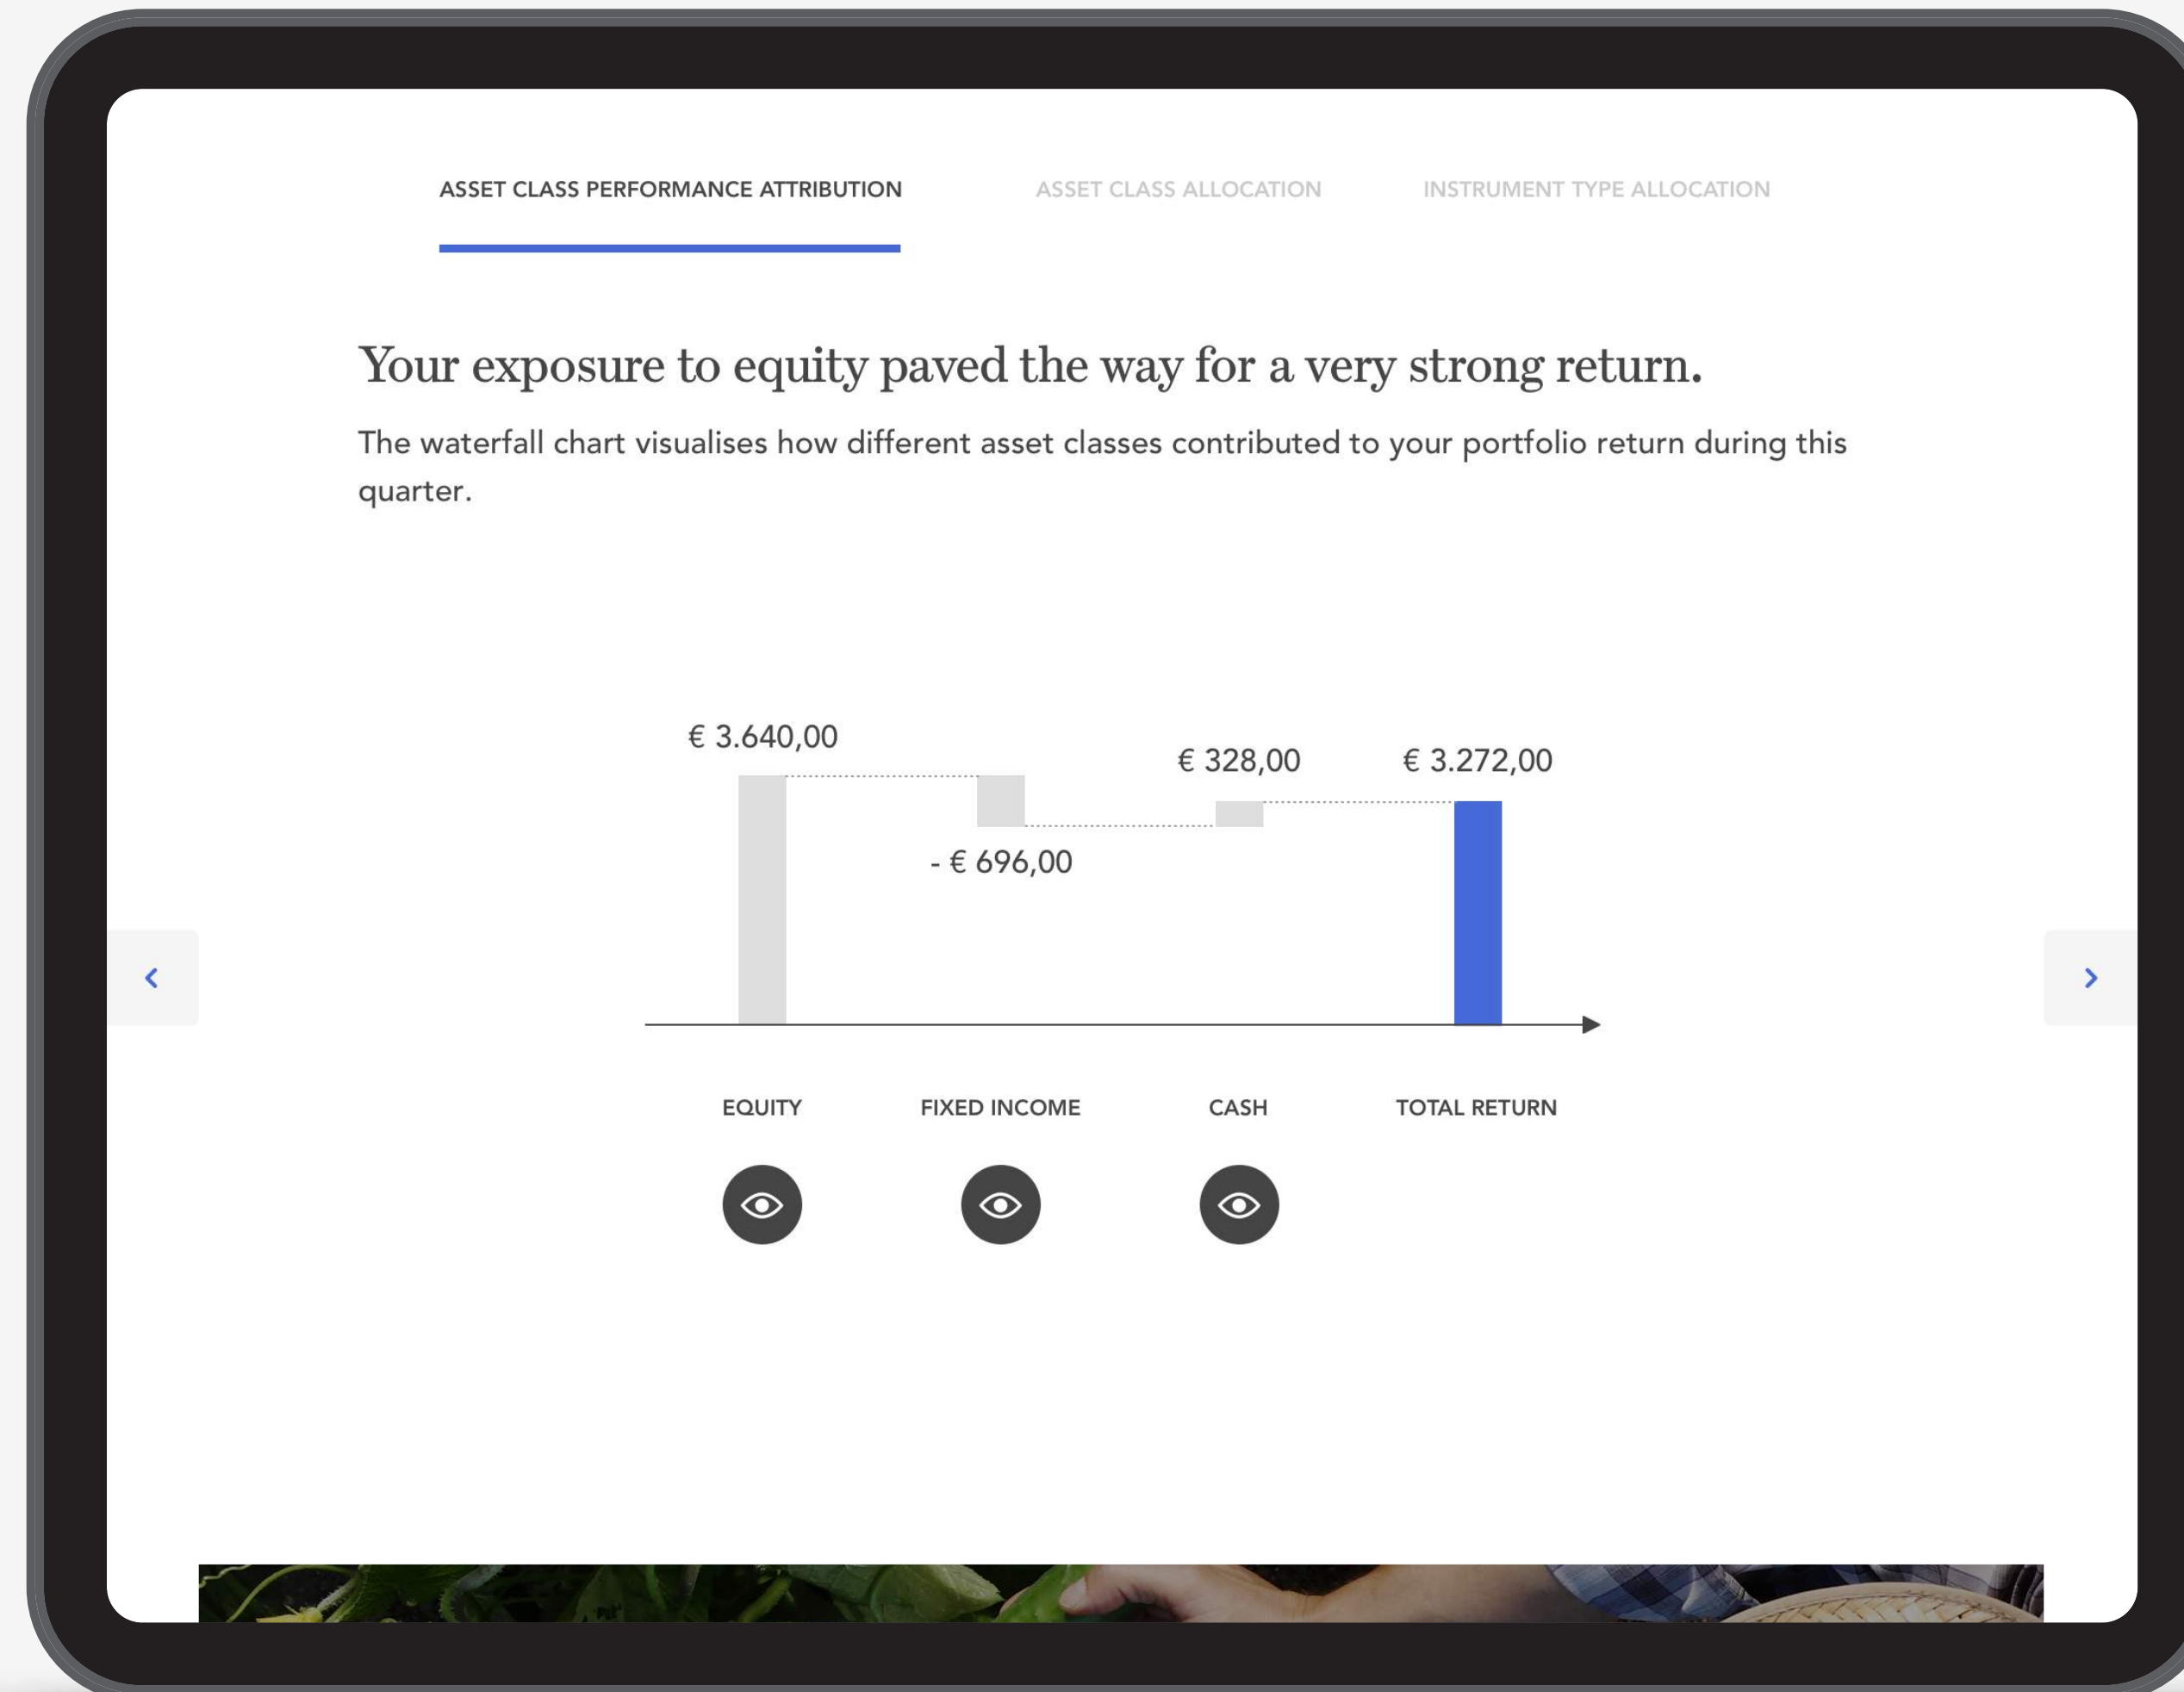 ASSET CLASS PERFORMANCE ATTRIBUTION
ASSET CLASS ALLOCATION
INSTRUMENT TYPE ALLOCATION
Your exposure to equity paved the way for a very strong return.
The waterfall chart visualises how different asset classes contributed to your portfolio return during this
quarter.
€ 3.640,00
- € 696,00
€ 328,00
€ 3.272,00
EQUITY
FIXED INCOME
CASH
TOTAL RETURN